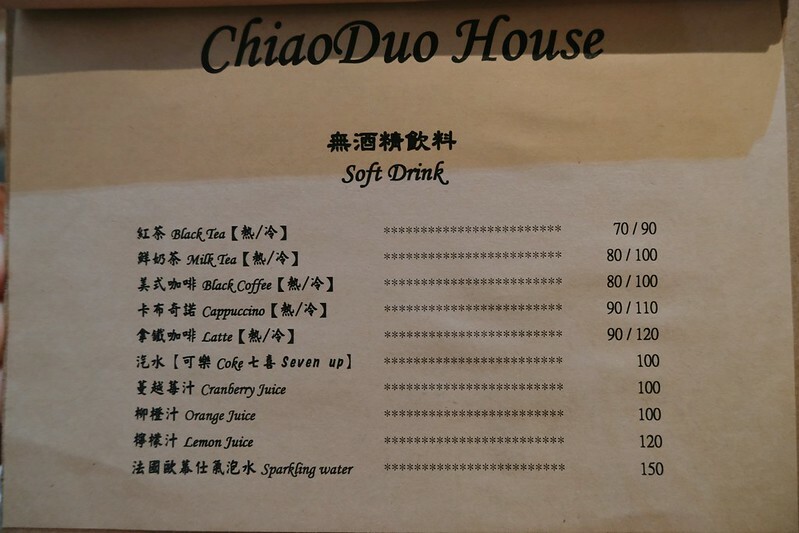 ChiaoDuo House
無酒精飲料
Soft Drink
紅茶 Black Tea【熱/冷】 ************************ 70 / 90
鮮奶茶 Milk Tea【熱/冷】 ************************ 80 / 100
美式咖啡 Black Coffee【熱/冷】 ************************ 80 / 100
卡布奇諾 Cappuccino【熱/冷】 ************************ 90 / 110
拿鐵咖啡 Latte【熱/冷】 ************************ 90 / 120
汽水【可樂 Coke 七喜 Seven up】 ************************ 100
蔓越莓汁 Cranberry Juice ************************ 100
柳橙汁 Orange Juice ************************ 100
檸檬汁 Lemon Juice ************************ 120
法國歐慕仕氣泡水 Sparkling water ************************ 150